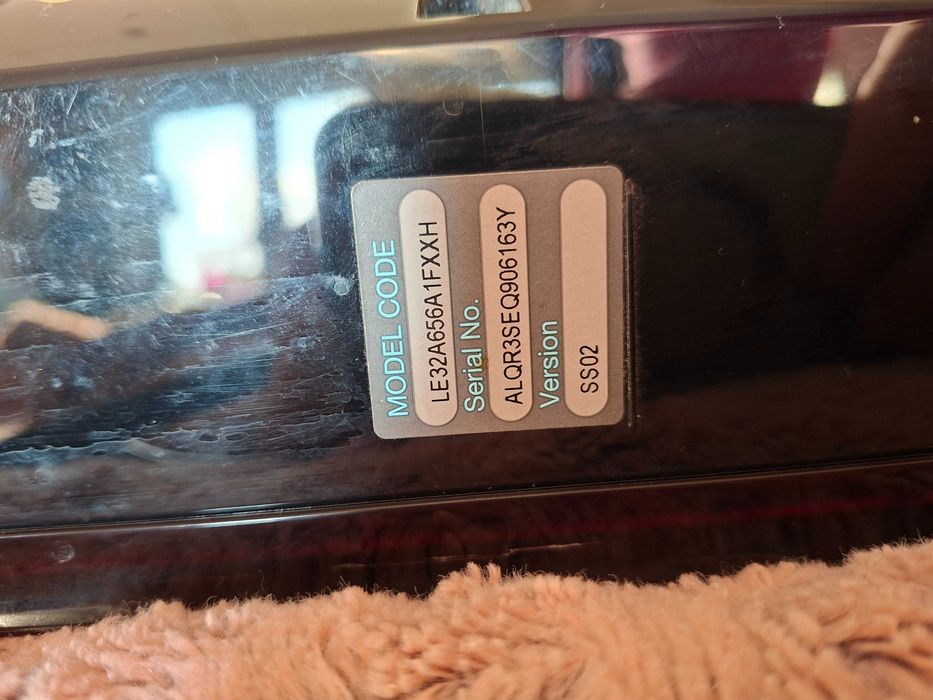 MODEL CODE
LE32A656A1FXXH
Serial No.
ALQR3SEQ906163Y
Version
SS02